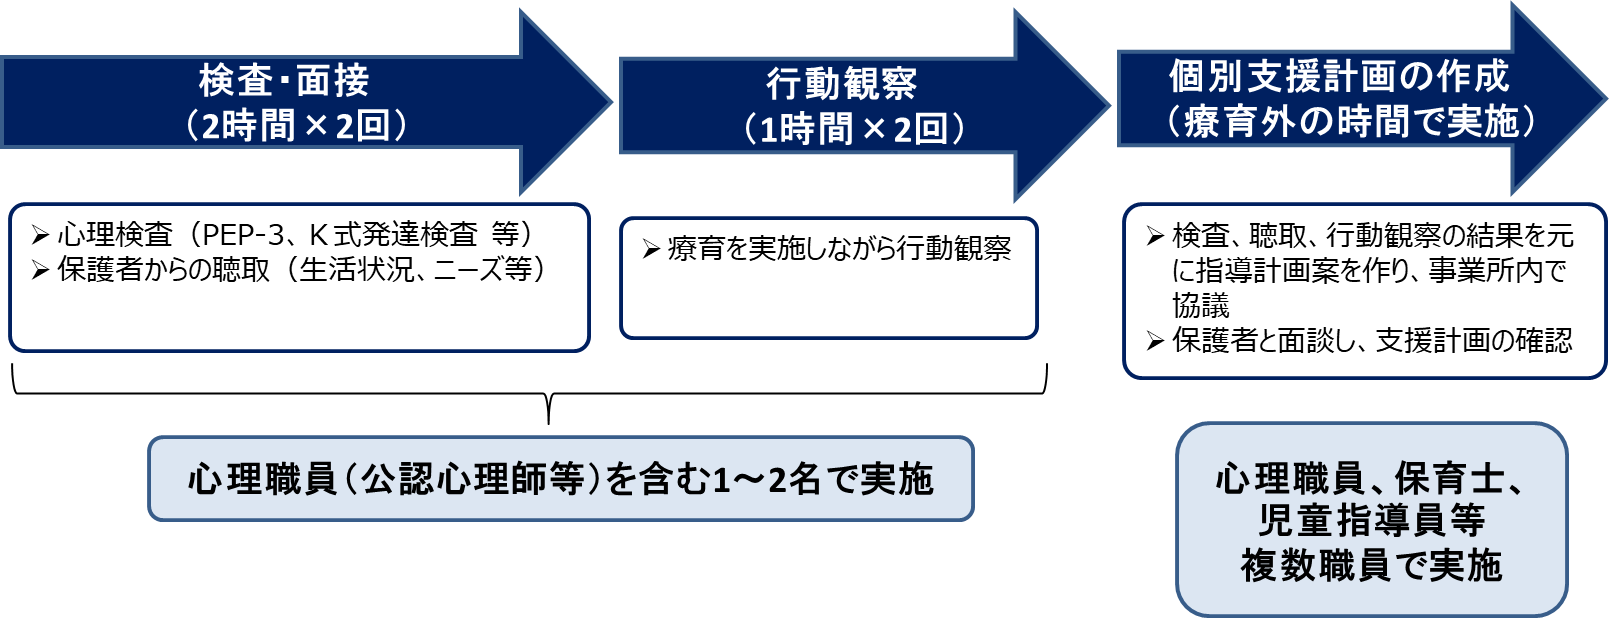 検査・面接
（2時間×2回）
行動観察
（1時間×2回）
個別支援計画の作成
（療育外の時間で実施）
➢ 心理検査（PEP-3、K式発達検査 等）
➢ 保護者からの聴取（生活状況、ニーズ等）
➢ 療育を実施しながら行動観察
➢ 検査、聴取、行動観察の結果を元
に指導計画案を作り、事業所内で
協議
➢ 保護者と面談し、支援計画の確認
心理職員（公認心理師等）を含む1～2名で実施
心理職員、保育士、
児童指導員等
複数職員で実施